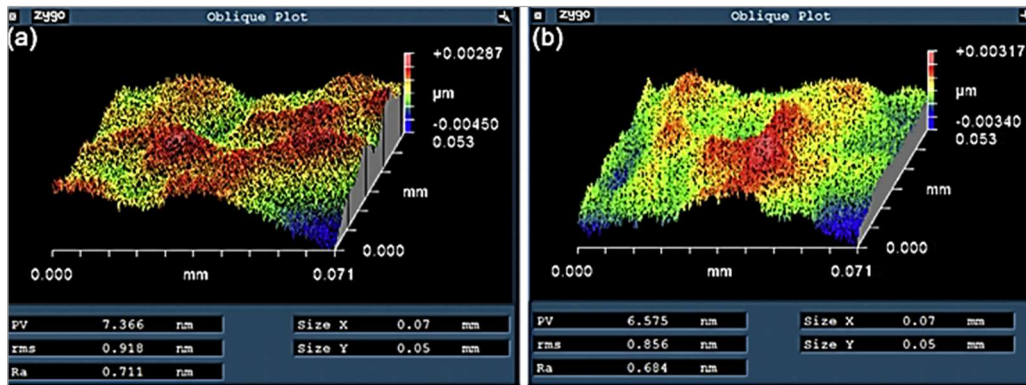 zygo Oblique Plot
(a)
+0.00287
µm
-0.00450
0.053
mm
0.000
0.000 mm 0.071
PV 7.366 nm
rms 0.918 nm
Ra 0.711 nm
Size X 0.07 mm
Size Y 0.05 mm
zygo Oblique Plot
(b)
+0.00317
µm
-0.00340
0.053
mm
0.000
0.000 mm 0.071
PV 6.575 nm
rms 0.856 nm
Ra 0.684 nm
Size X 0.07 mm
Size Y 0.05 mm